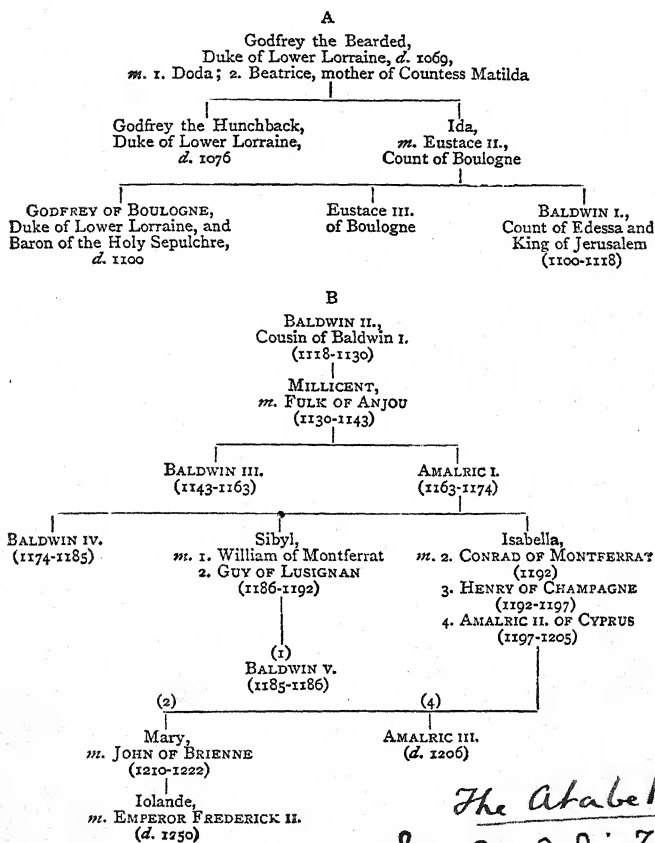 A
Godfrey the Bearded,
Duke of Lower Lorraine, d. 1069,
m. 1. Doda; 2. Beatrice, mother of Countess Matilda
Godfrey the Hunchback,
Duke of Lower Lorraine,
d. 1076
Ida,
m. Eustace II.,
Count of Boulogne
GODFREY OF BOULOGNE,
Duke of Lower Lorraine, and
Baron of the Holy Sepulchre,
d. 1100
Eustace III.
of Boulogne
BALDWIN I.,
Count of Edessa and
King of Jerusalem
(1100-1118)
B
BALDWIN II.,
Cousin of Baldwin I.
(1118-1130)
MILLICENT,
m. FULK OF ANJOU
(1130-1143)
BALDWIN III.
(1143-1163)
AMALRIC I.
(1163-1174)
BALDWIN IV.
(1174-1185)
Sibyl,
m. 1. William of Montferrat
2. GUY OF LUSIGNAN
(1186-1192)
Isabella,
m. 2. CONRAD OF MONTFERRAT
(1192)
3. HENRY OF CHAMPAGNE
(1192-1197)
4. AMALRIC II. OF CYPRUS
(1197-1205)
(1)
BALDWIN V.
(1185-1186)
(2)
(4)
Mary,
m. JOHN OF BRIENNE
(1210-1222)
AMALRIC III.
(d. 1206)
Iolande,
m. EMPEROR FREDERICK II.
(d. 1250)
The Atabe